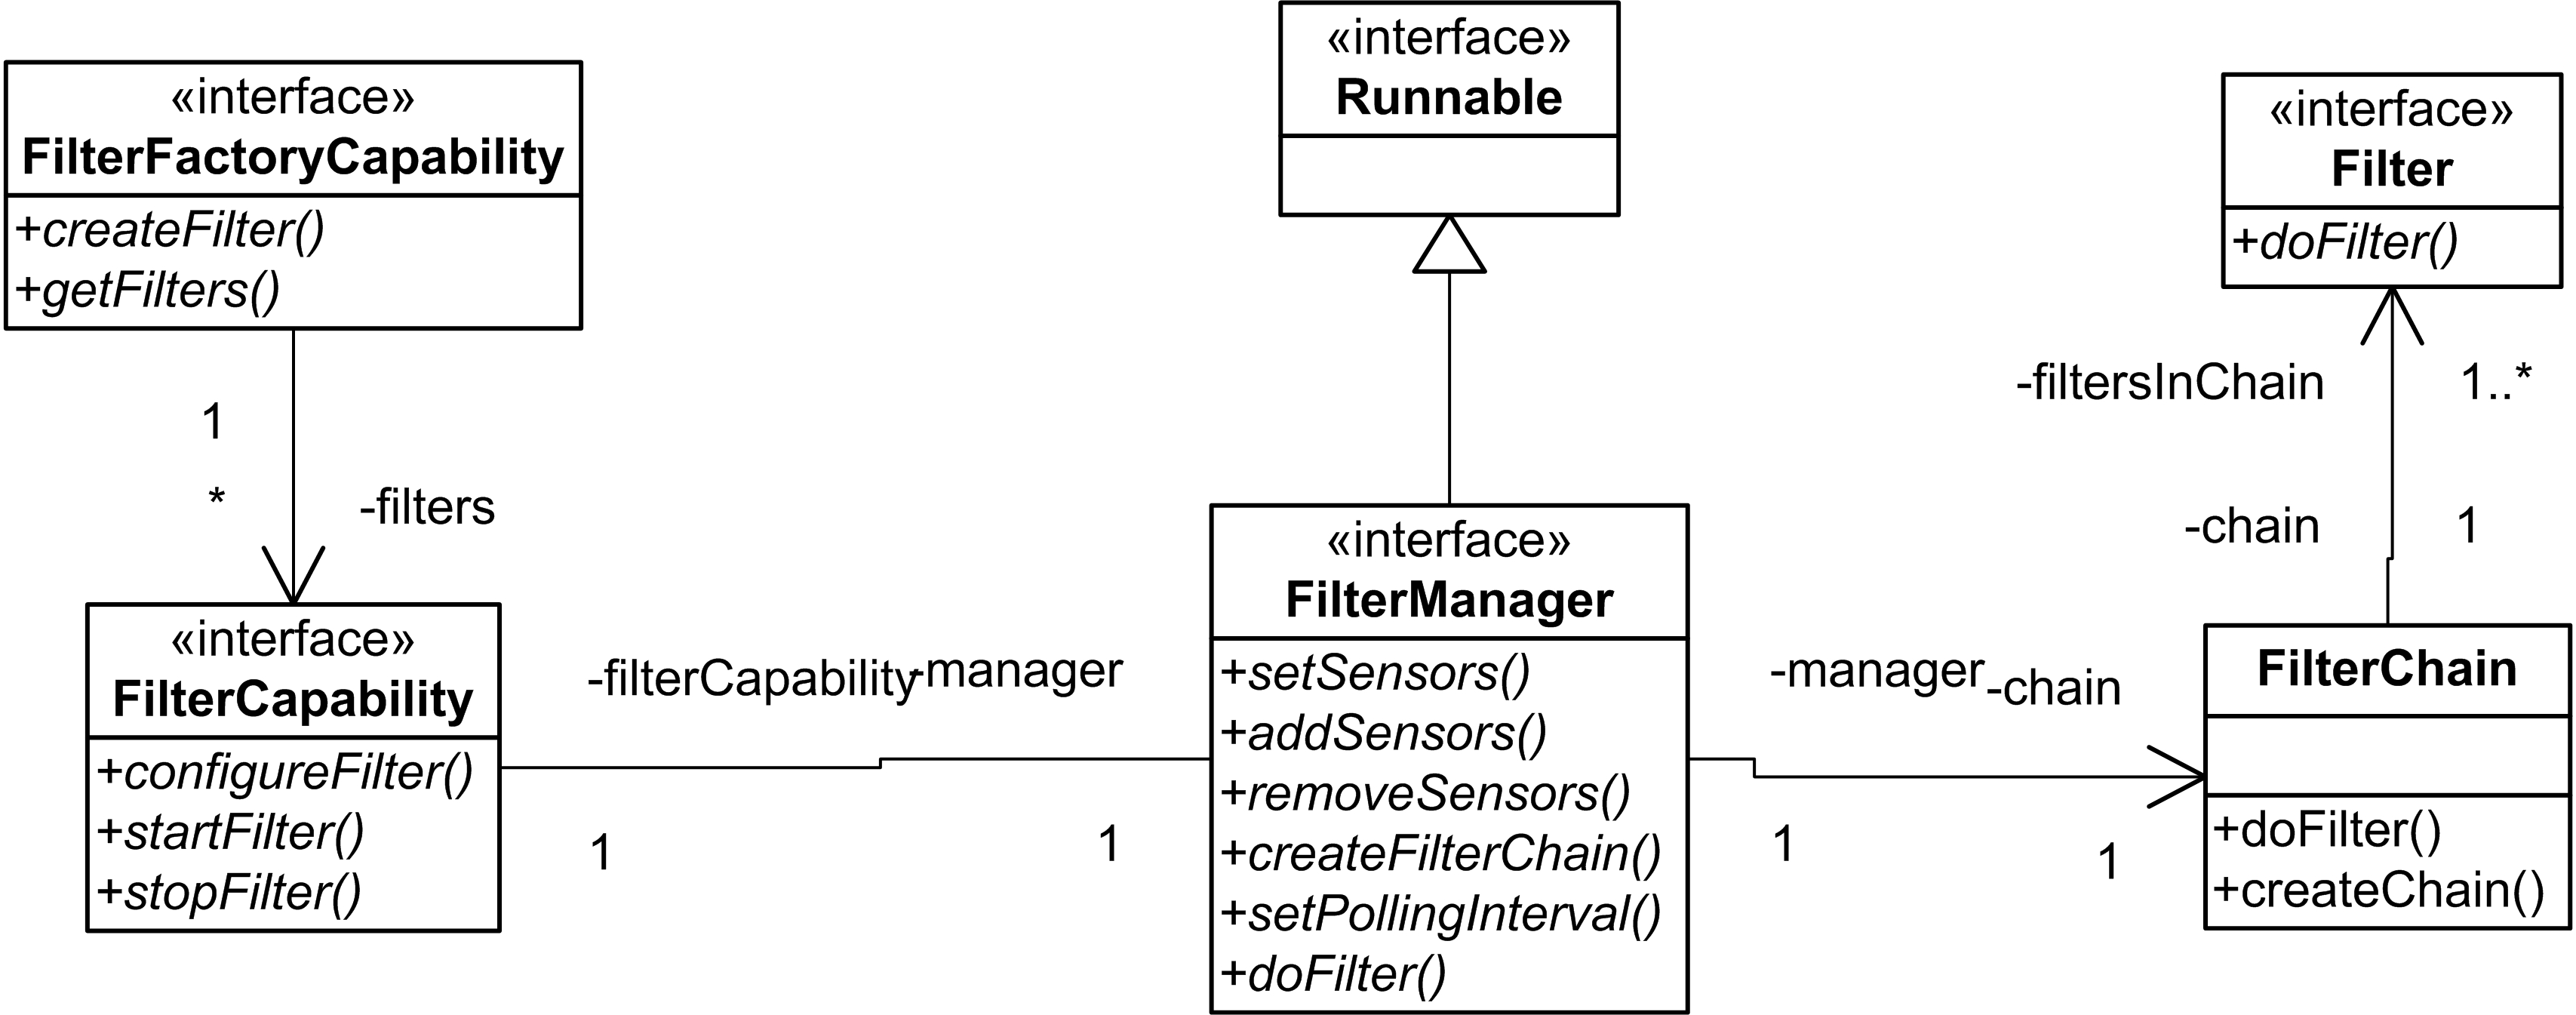 «interface»
FilterFactoryCapability
+createFilter()
+getFilters()
1
*
-filters
«interface»
FilterCapability
+configureFilter()
+startFilter()
+stopFilter()
-filterCapability
-manager
1
1
«interface»
Runnable
«interface»
FilterManager
+setSensors()
+addSensors()
+removeSensors()
+createFilterChain()
+setPollingInterval()
+doFilter()
-manager
-chain
1
1
«interface»
Filter
+doFilter()
-filtersInChain
1..*
-chain
1
FilterChain
+doFilter()
+createChain()